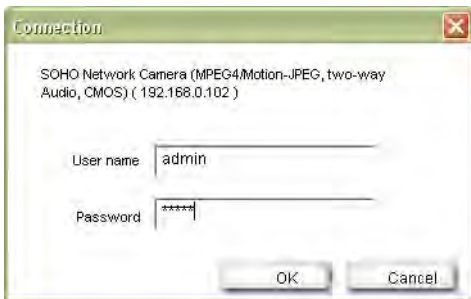 Connection
SOHO Network Camera (MPEG4/Motion-JPEG, two-way
Audio, CMOS) ( 192.168.0.102 )
User name admin
Password *****
OK Cancel